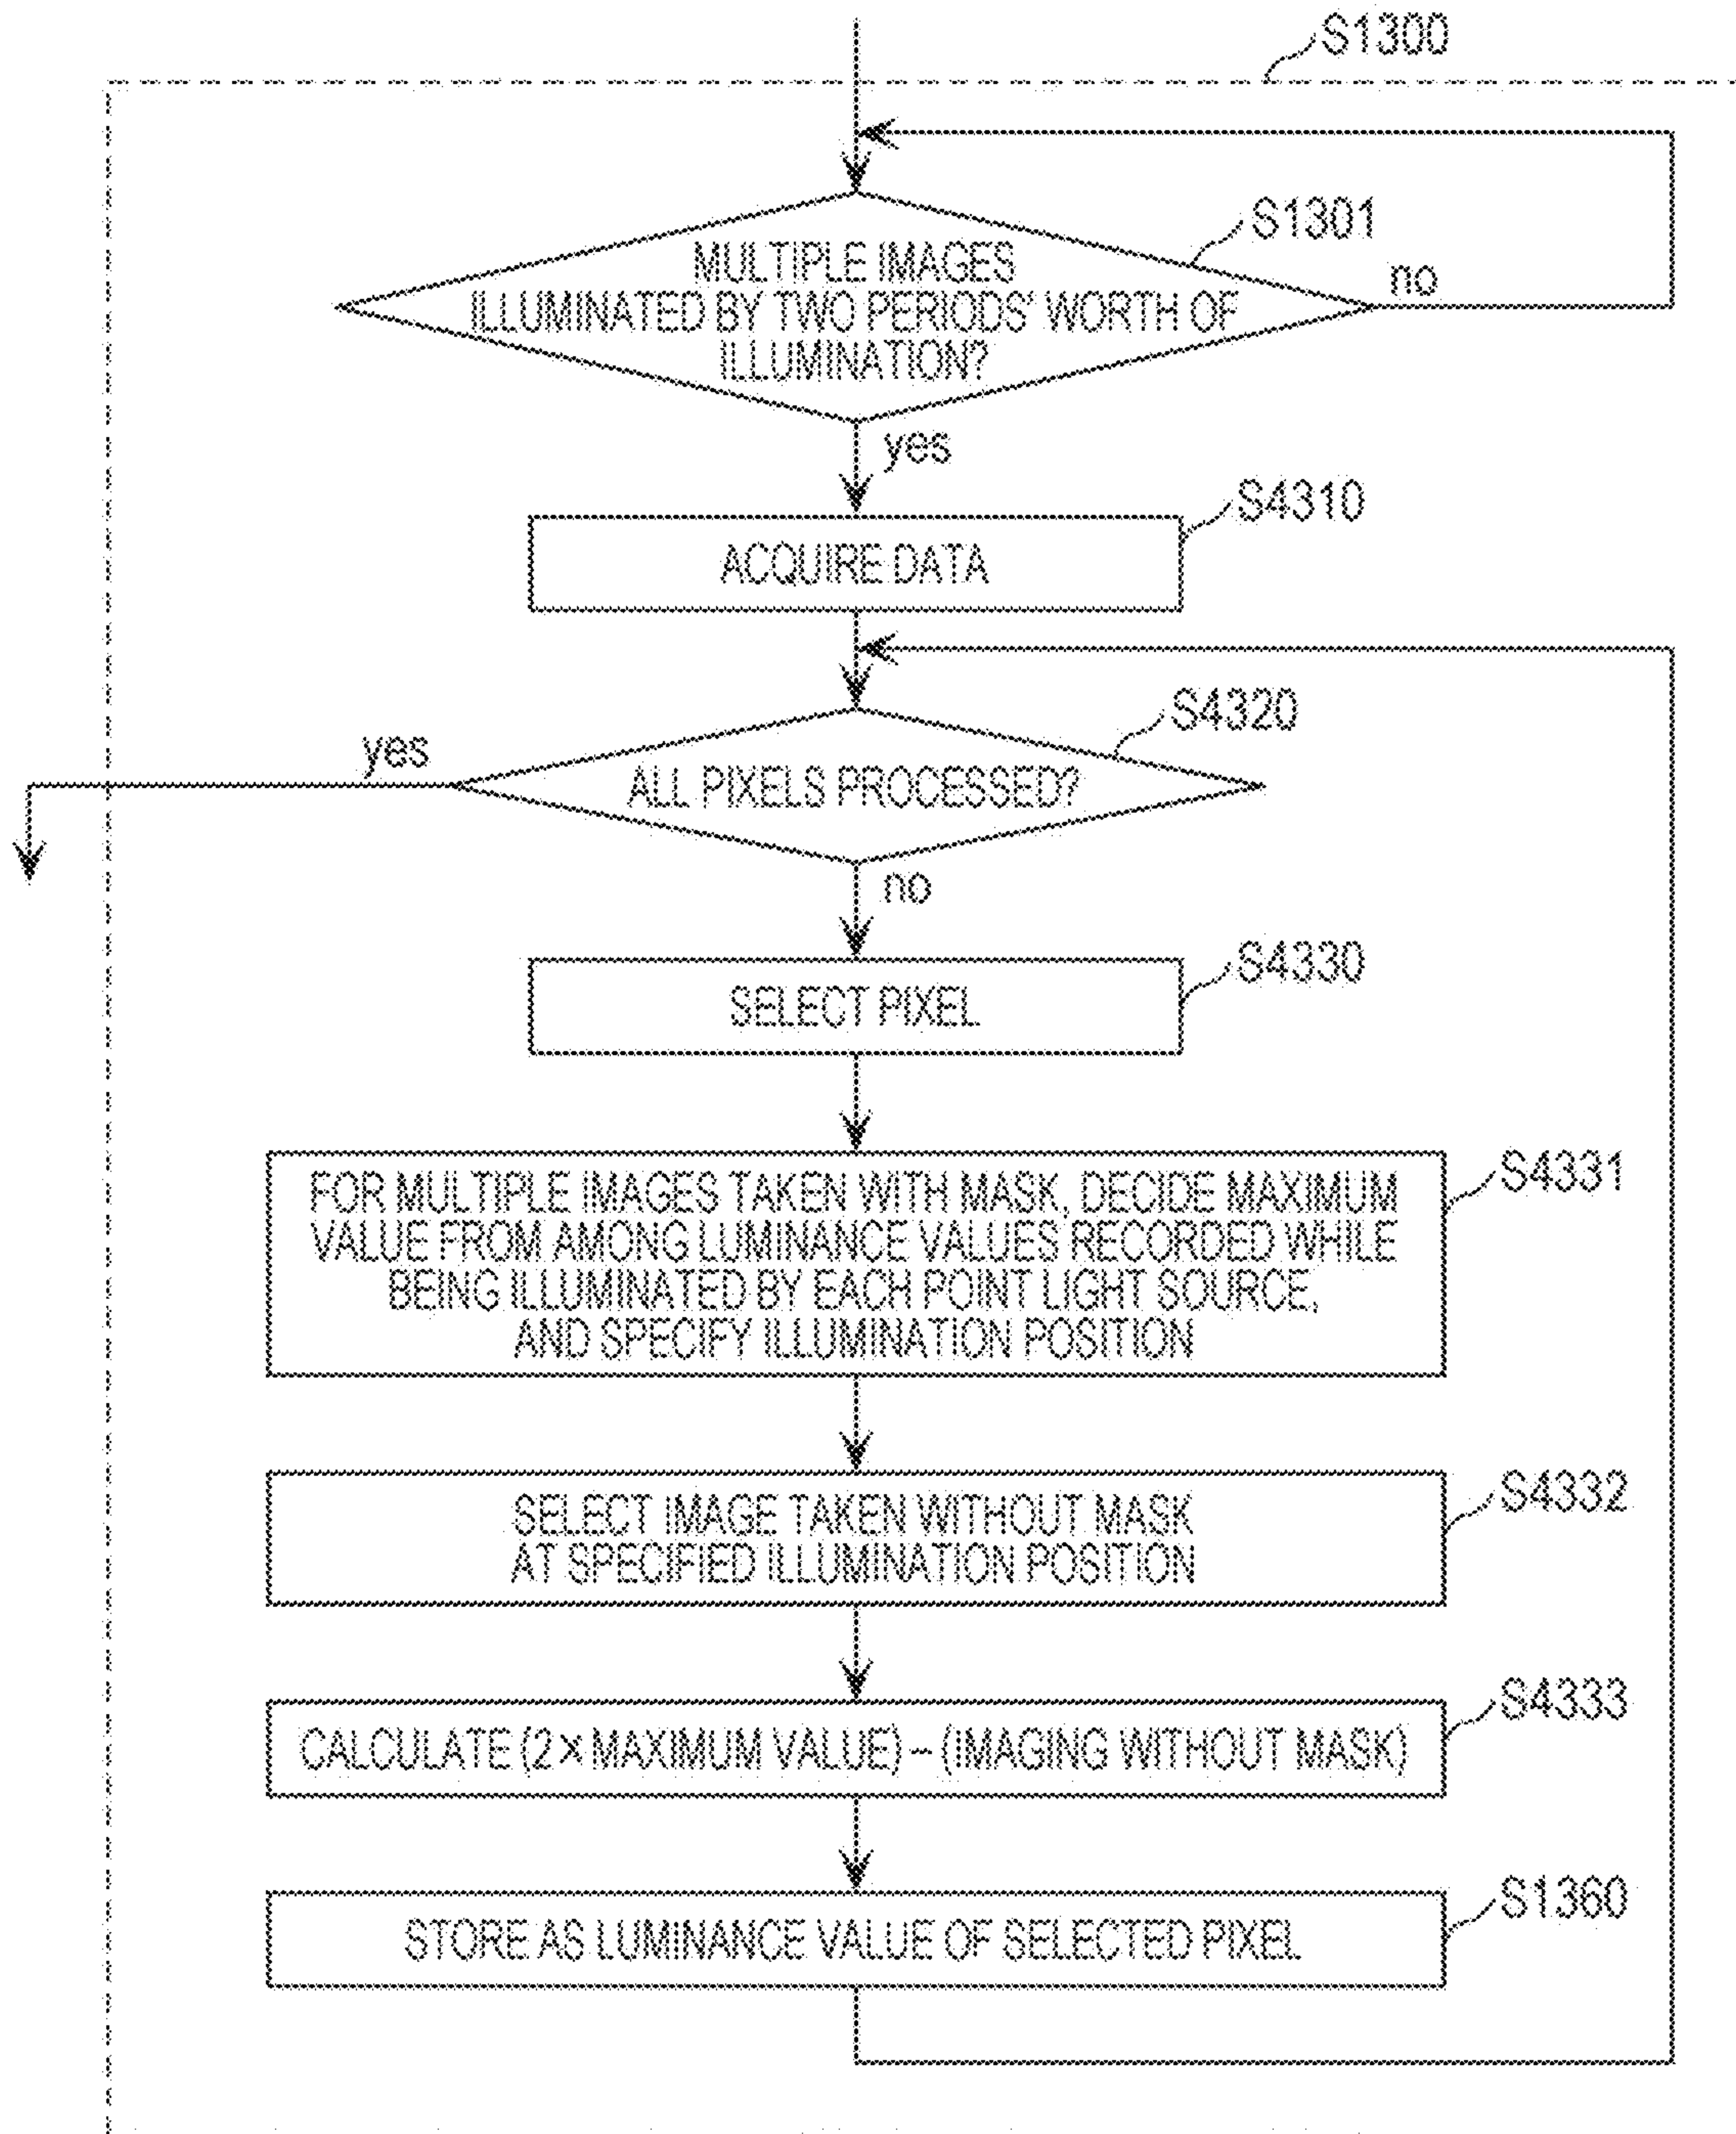 S1300
S1301
MULTIPLE IMAGES
ILLUMINATED BY TWO PERIODS' WORTH OF
ILLUMINATION?
no
yes
S4310
ACQUIRE DATA
S4320
yes
ALL PIXELS PROCESSED?
no
S4330
SELECT PIXEL
S4331
FOR MULTIPLE IMAGES TAKEN WITH MASK, DECIDE MAXIMUM
VALUE FROM AMONG LUMINANCE VALUES RECORDED WHILE
BEING ILLUMINATED BY EACH POINT LIGHT SOURCE,
AND SPECIFY ILLUMINATION POSITION
S4332
SELECT IMAGE TAKEN WITHOUT MASK
AT SPECIFIED ILLUMINATION POSITION
S4333
CALCULATE (2×MAXIMUM VALUE) – (IMAGING WITHOUT MASK)
S1360
STORE AS LUMINANCE VALUE OF SELECTED PIXEL